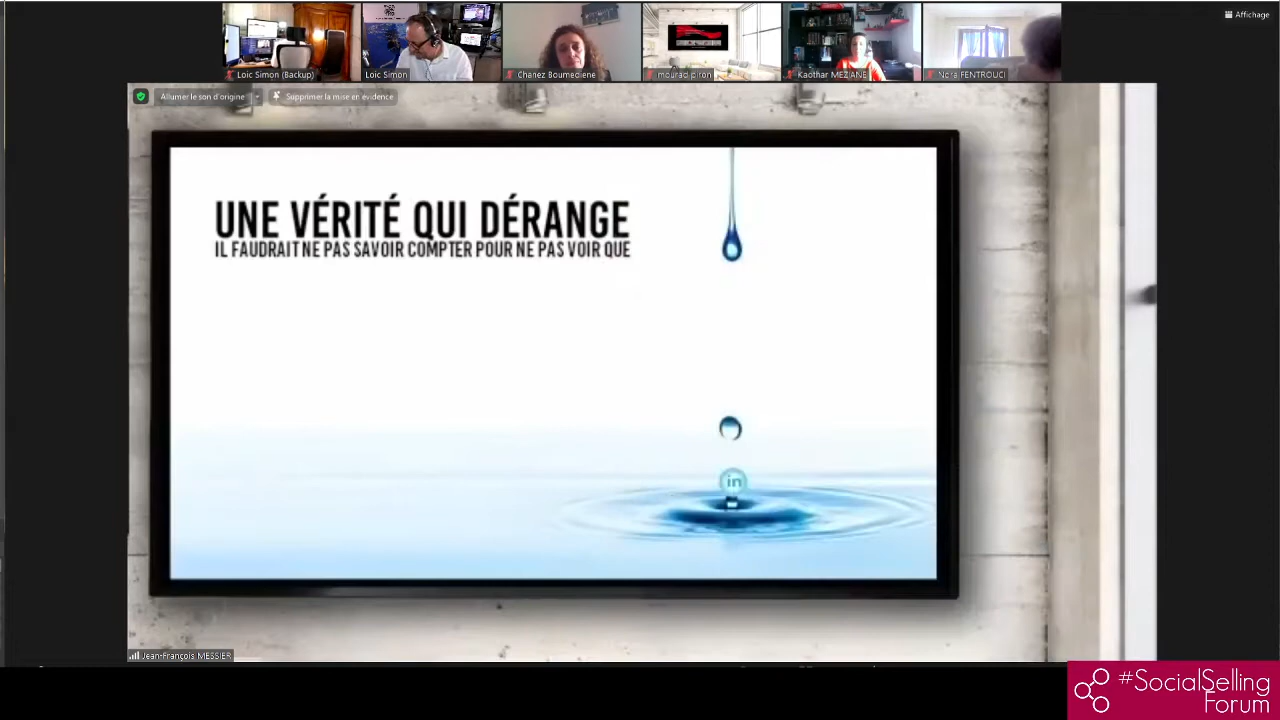 Affichage
Loic Simon (Backup)
Loic Simon
Chanez Boumediene
mourad piron
Kaothar MEZIANE
Nora FENTROUCI
Allumer le son d'origine
Supprimer la mise en évidence
UNE VÉRITÉ QUI DÉRANGE
IL FAUDRAIT NE PAS SAVOIR COMPTER POUR NE PAS VOIR QUE
in
Jean-François MESSIER
#SocialSelling
Forum